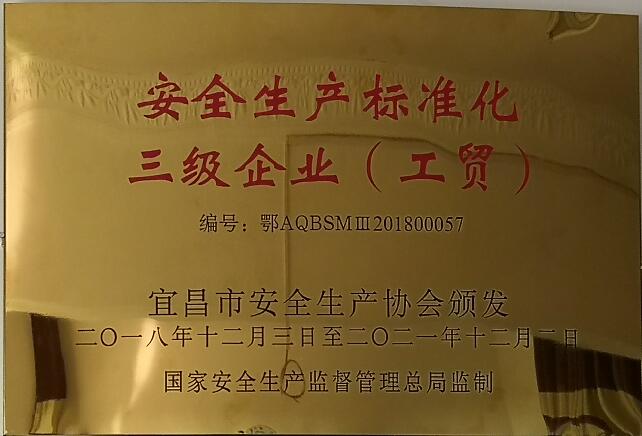 安全生产标准化
三级企业（工贸）
编号：鄂AQBSMⅢ201800057
宜昌市安全生产协会颁发
二〇一八年十二月三日至二〇二一年十二月二日
国家安全生产监督管理总局监制